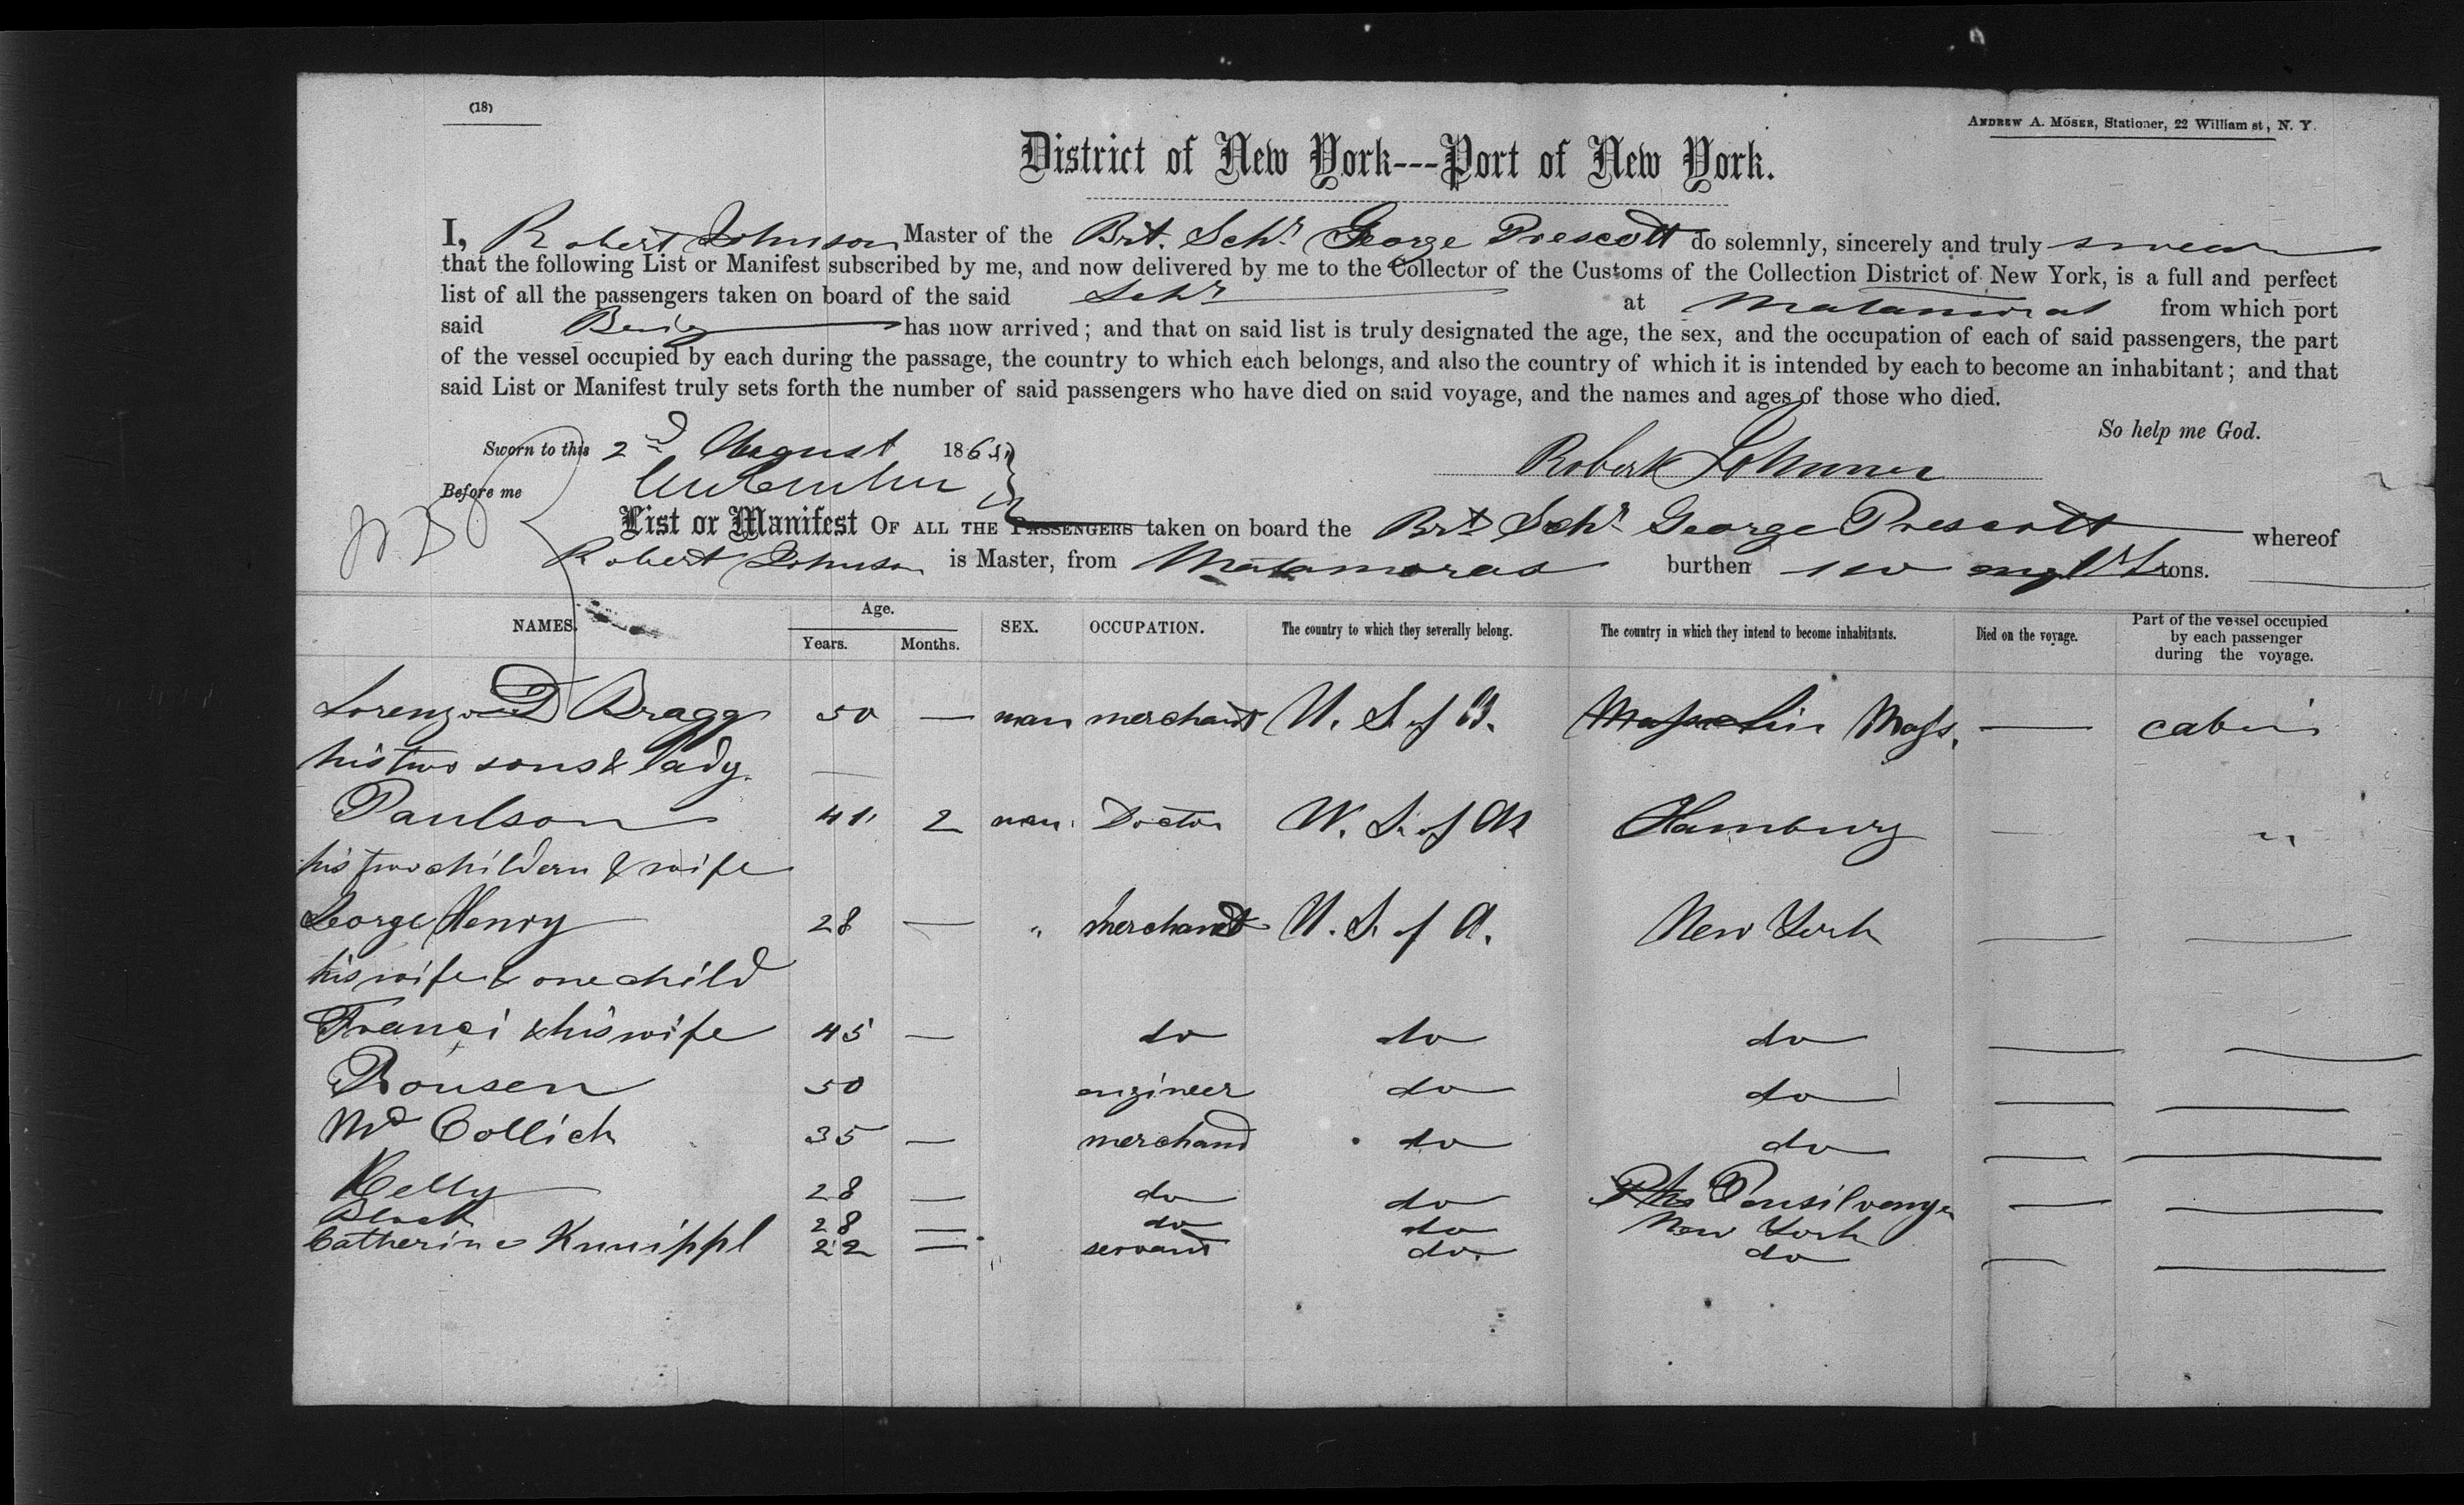 (18)
ANDREW A. MÖSER, Stationer, 22 William st, N. Y.
District of New York---Port of New York.
I, Robert Johnson Master of the Brt. Schr George Prescott do solemnly, sincerely and truly swear
that the following List or Manifest subscribed by me, and now delivered by me to the Collector of the Customs of the Collection District of New York, is a full and perfect
list of all the passengers taken on board of the said Schr at Matamoras from which port
said has now arrived; and that on said list is truly designated the age, the sex, and the occupation of each of said passengers, the part
of the vessel occupied by each during the passage, the country to which each belongs, and also the country of which it is intended by each to become an inhabitant; and that
said List or Manifest truly sets forth the number of said passengers who have died on said voyage, and the names and ages of those who died.
So help me God.
Sworn to this 2nd August 1865
Robert Johnson
Before me
List or Manifest OF ALL THE PASSENGERS taken on board the Brt Schr George Prescott whereof
Robert Johnson is Master, from Matamoras burthen tons.
NAMES. Age. Years. Months. SEX. OCCUPATION. The country to which they severally belong. The country in which they intend to become inhabitants. Died on the voyage. Part of the vessel occupied by each passenger during the voyage.
Lorenzo D Bragg 50 — man merchant U. S. of A. Mass. — cabin
his two sons & lady —
Paulson 41 2 man Doctor U. S. of A Hamburg — "
his two childern & wife
George Henry 28 — " merchant U. S. of A. New York — —
his wife & one child
Franci & his wife 45 — do do do — —
Rousen 50 engineer do do — —
Md Collich 35 — merchand do do — —
Kelly 28 — do do Pensilvanya — —
Black 28 — do do New York
Catherine Knuippl 22 — servant do do — —